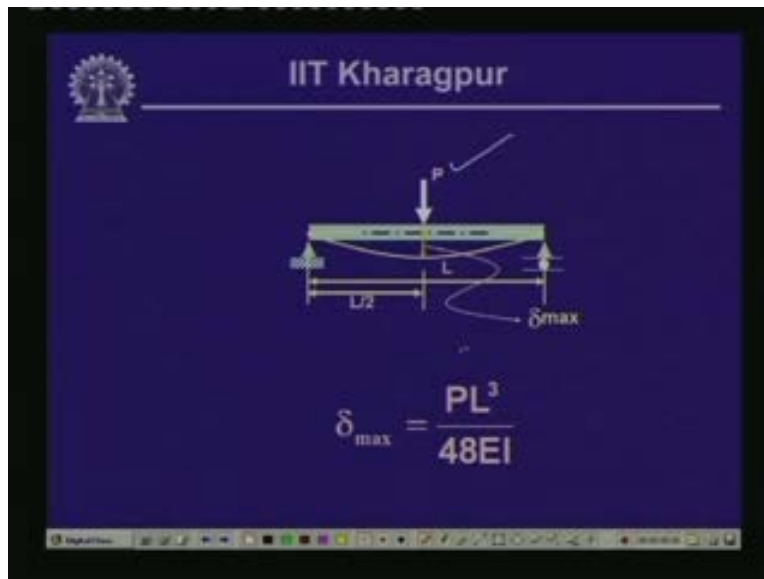 IIT Kharagpur
P
L
L/2
δmax
δmax = PL³
48EI